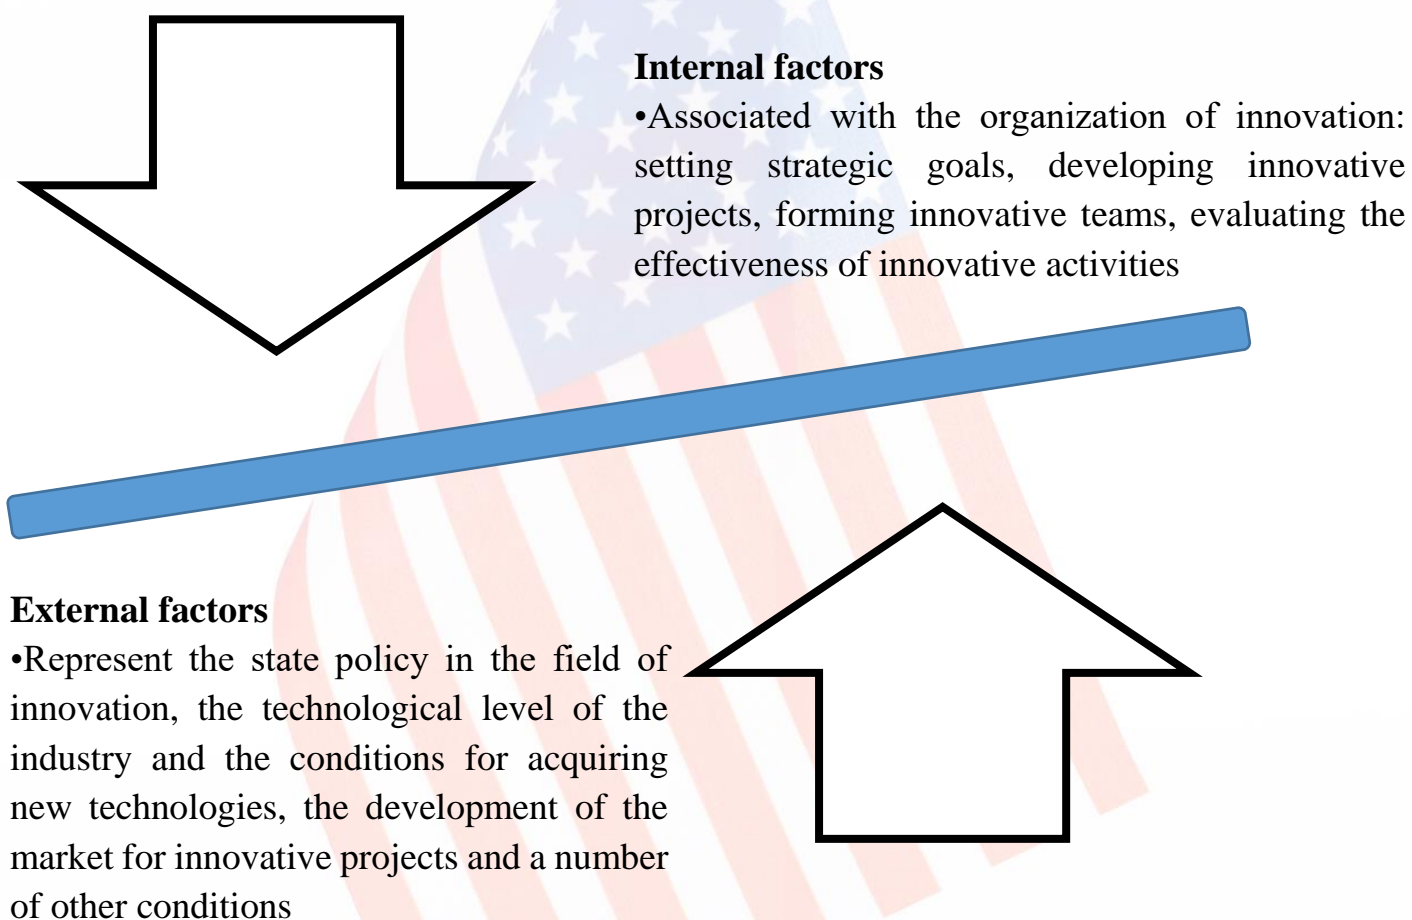 Internal factors
•Associated with the organization of innovation:
setting strategic goals, developing innovative
projects, forming innovative teams, evaluating the
effectiveness of innovative activities
External factors
•Represent the state policy in the field of
innovation, the technological level of the
industry and the conditions for acquiring
new technologies, the development of the
market for innovative projects and a number
of other conditions